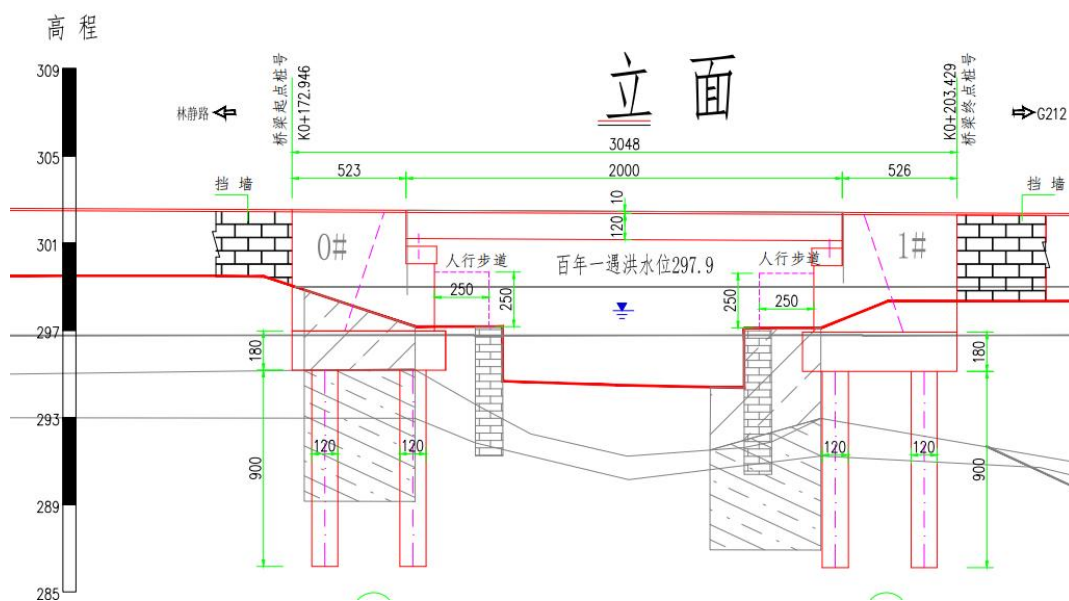 高程
立面
309
305
301
297
293
289
285
林静路
桥梁起点桩号
K0+172.946
K0+203.429
桥梁终点桩号
G212
3048
523
2000
526
挡墙
挡墙
10
120
0#
1#
人行步道
百年一遇洪水位297.9
人行步道
250
250
250
250
180
180
120
120
120
120
900
900